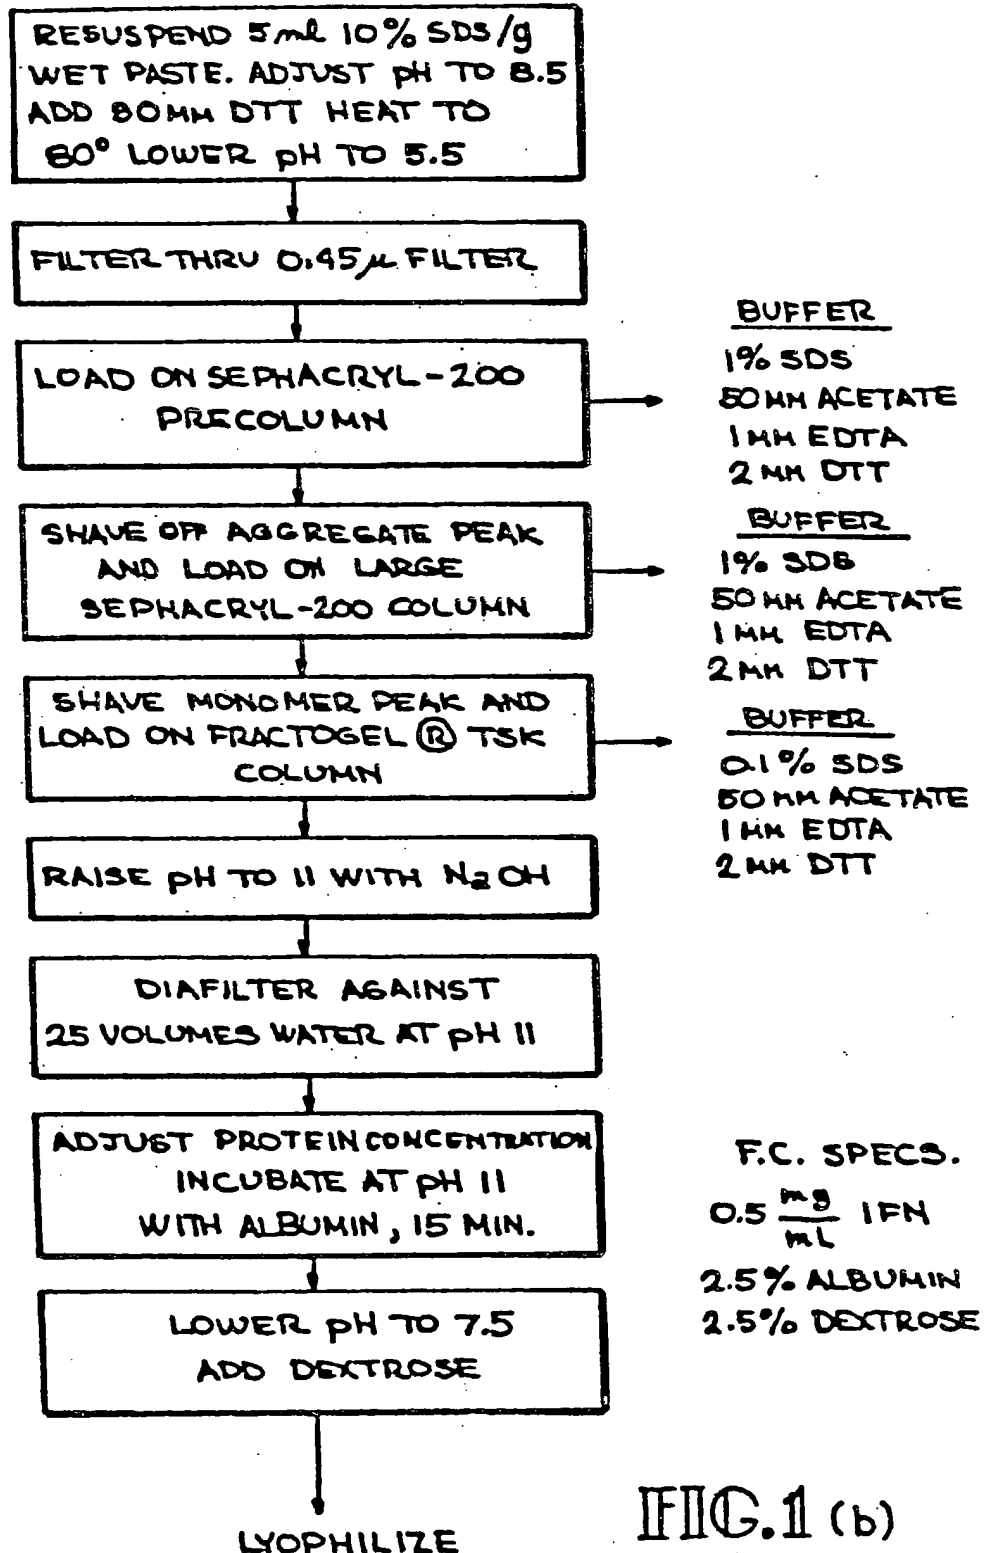 RESUSPEND 5 ml 10% SDS/g
WET PASTE. ADJUST pH TO 8.5
ADD 80 MM DTT HEAT TO
80° LOWER pH TO 5.5
FILTER THRU 0.45 μ FILTER
LOAD ON SEPHACRYL-200
PRECOLUMN
BUFFER
1% SDS
50 MM ACETATE
1 MM EDTA
2 MM DTT
SHAVE OFF AGGREGATE PEAK
AND LOAD ON LARGE
SEPHACRYL-200 COLUMN
BUFFER
1% SDS
50 MM ACETATE
1 MM EDTA
2 MM DTT
SHAVE MONOMER PEAK AND
LOAD ON FRACTOGEL ® TSK
COLUMN
BUFFER
0.1% SDS
50 MM ACETATE
1 MM EDTA
2 MM DTT
RAISE pH TO 11 WITH NaOH
DIAFILTER AGAINST
25 VOLUMES WATER AT pH 11
ADJUST PROTEIN CONCENTRATION
INCUBATE AT pH 11
WITH ALBUMIN, 15 MIN.
F.C. SPECS.
0.5 mg/mL IFN
2.5% ALBUMIN
2.5% DEXTROSE
LOWER pH TO 7.5
ADD DEXTROSE
LYOPHILIZE
FIG.1 (b)